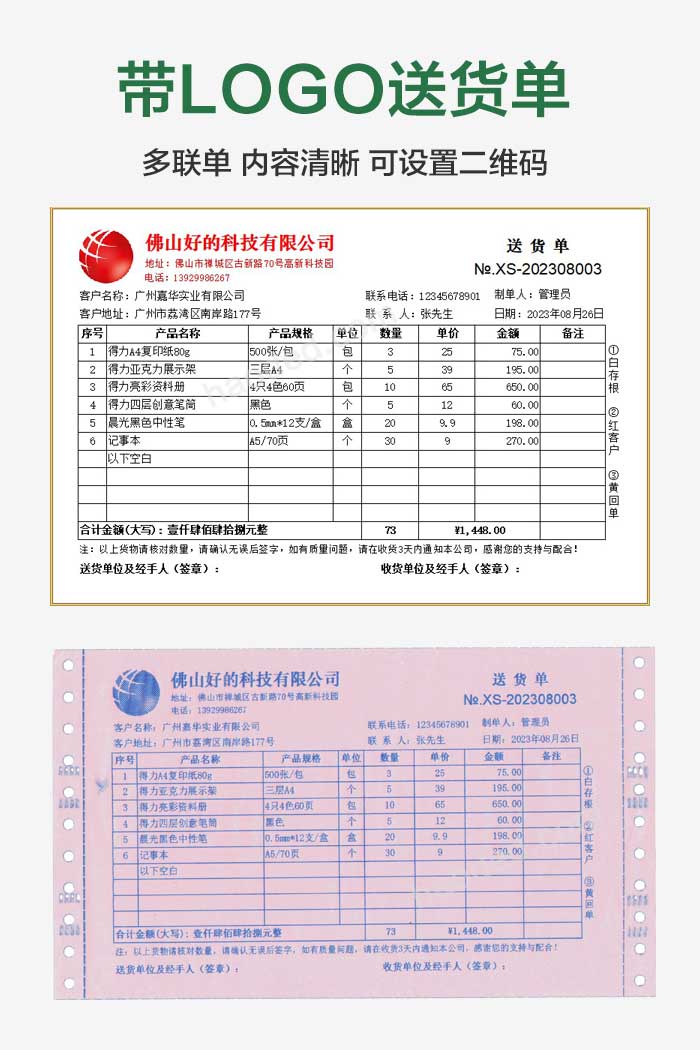 带LOGO送货单
多联单 内容清晰 可设置二维码
佛山好的科技有限公司
地址：佛山市禅城区古新路70号高新科技园
电话：13929986267
送 货 单
№.XS-202308003
客户名称：广州嘉华实业有限公司 联系电话：12345678901 制单人：管理员
客户地址：广州市荔湾区南岸路177号 联 系 人：张先生 日期：2023年08月26日
序号 产品名称 产品规格 单位 数量 单价 金额 备注
1 得力A4复印纸80g 500张/包 包 3 25 75.00
2 得力亚克力展示架 三层A4 个 5 39 195.00
3 得力亮彩资料册 4只4色60页 包 10 65 650.00
4 得力四层创意笔筒 黑色 个 5 12 60.00
5 晨光黑色中性笔 0.5mm*12支/盒 盒 20 9.9 198.00
6 记事本 A5/70页 个 30 9 270.00
以下空白
合计金额(大写)：壹仟肆佰肆拾捌元整 73 ¥1,448.00
①白存根 ②红客户 ③黄回单
注：以上货物请核对数量，请确认无误后签字，如有质量问题，请在收货3天内通知本公司，感谢您的支持与配合！
送货单位及经手人（签章）： 收货单位及经手人（签章）：
佛山好的科技有限公司
地址：佛山市禅城区古新路70号高新科技园
电话：13929986267
送 货 单
№.XS-202308003
客户名称：广州嘉华实业有限公司 联系电话：12345678901 制单人：管理员
客户地址：广州市荔湾区南岸路177号 联 系 人：张先生 日期：2023年08月26日
序号 产品名称 产品规格 单位 数量 单价 金额 备注
1 得力A4复印纸80g 500张/包 包 3 25 75.00
2 得力亚克力展示架 三层A4 个 5 39 195.00
3 得力亮彩资料册 4只4色60页 包 10 65 650.00
4 得力四层创意笔筒 黑色 个 5 12 60.00
5 晨光黑色中性笔 0.5mm*12支/盒 盒 20 9.9 198.00
6 记事本 A5/70页 个 30 9 270.00
以下空白
合计金额(大写)：壹仟肆佰肆拾捌元整 73 ¥1,448.00
①白存根 ②红客户 ③黄回单
注：以上货物请核对数量，请确认无误后签字，如有质量问题，请在收货3天内通知本公司，感谢您的支持与配合！
送货单位及经手人（签章）： 收货单位及经手人（签章）：